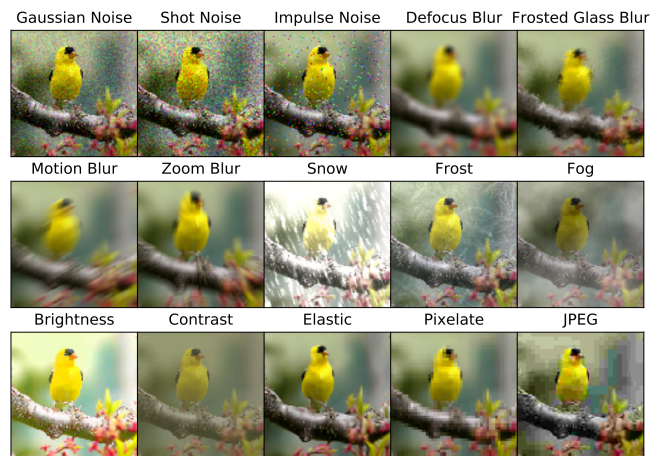 Gaussian Noise Shot Noise Impulse Noise Defocus Blur Frosted Glass Blur
Motion Blur Zoom Blur Snow Frost Fog
Brightness Contrast Elastic Pixelate JPEG